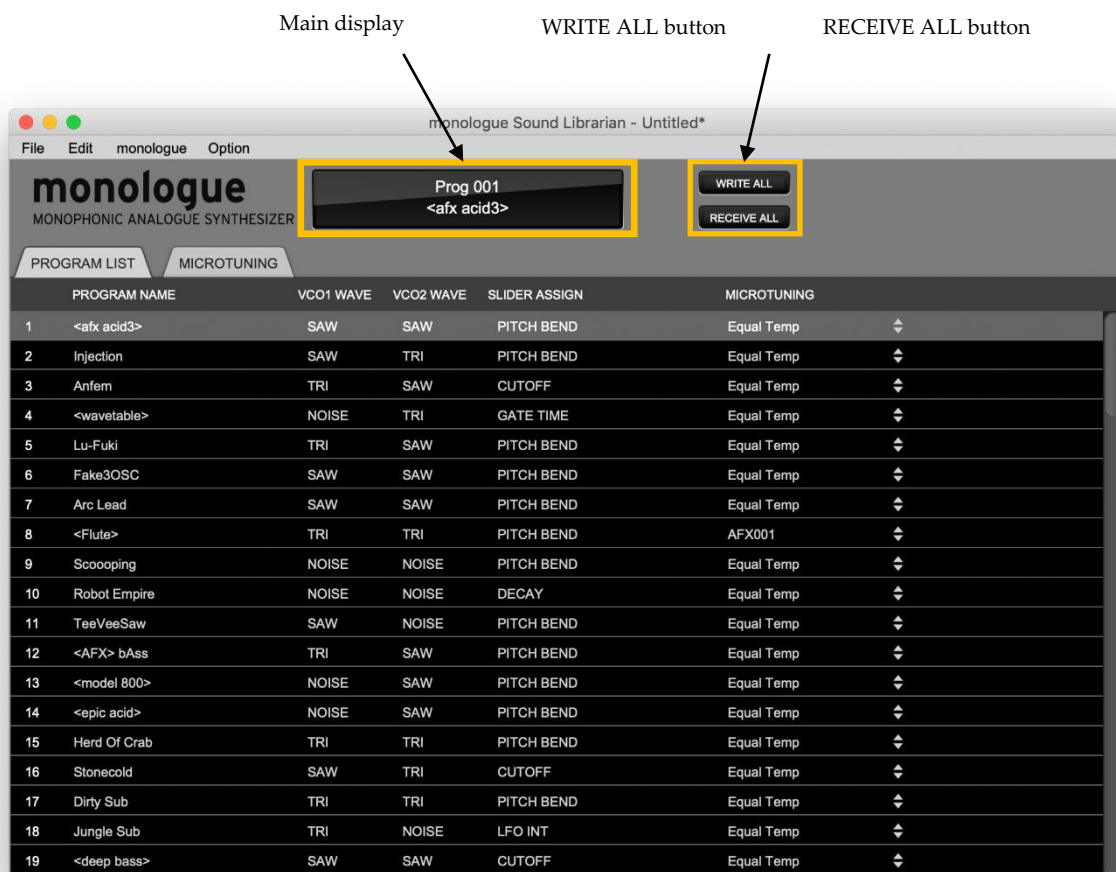 Main display WRITE ALL button RECEIVE ALL button
monologue Sound Librarian - Untitled*
File Edit monologue Option
monologue
MONOPHONIC ANALOGUE SYNTHESIZER
Prog 001
<afx acid3>
WRITE ALL
RECEIVE ALL
PROGRAM LIST MICROTUNING
PROGRAM NAME VCO1 WAVE VCO2 WAVE SLIDER ASSIGN MICROTUNING
1 <afx acid3> SAW SAW PITCH BEND Equal Temp
2 Injection SAW TRI PITCH BEND Equal Temp
3 Anfem TRI SAW CUTOFF Equal Temp
4 <wavetable> NOISE TRI GATE TIME Equal Temp
5 Lu-Fuki TRI SAW PITCH BEND Equal Temp
6 Fake3OSC SAW SAW PITCH BEND Equal Temp
7 Arc Lead SAW SAW PITCH BEND Equal Temp
8 <Flute> TRI TRI PITCH BEND AFX001
9 Scoooping NOISE NOISE PITCH BEND Equal Temp
10 Robot Empire NOISE NOISE DECAY Equal Temp
11 TeeVeeSaw SAW NOISE PITCH BEND Equal Temp
12 <AFX> bAss TRI SAW PITCH BEND Equal Temp
13 <model 800> NOISE SAW PITCH BEND Equal Temp
14 <epic acid> NOISE SAW PITCH BEND Equal Temp
15 Herd Of Crab TRI TRI PITCH BEND Equal Temp
16 Stonecold SAW TRI CUTOFF Equal Temp
17 Dirty Sub TRI TRI PITCH BEND Equal Temp
18 Jungle Sub TRI NOISE LFO INT Equal Temp
19 <deep bass> SAW SAW CUTOFF Equal Temp